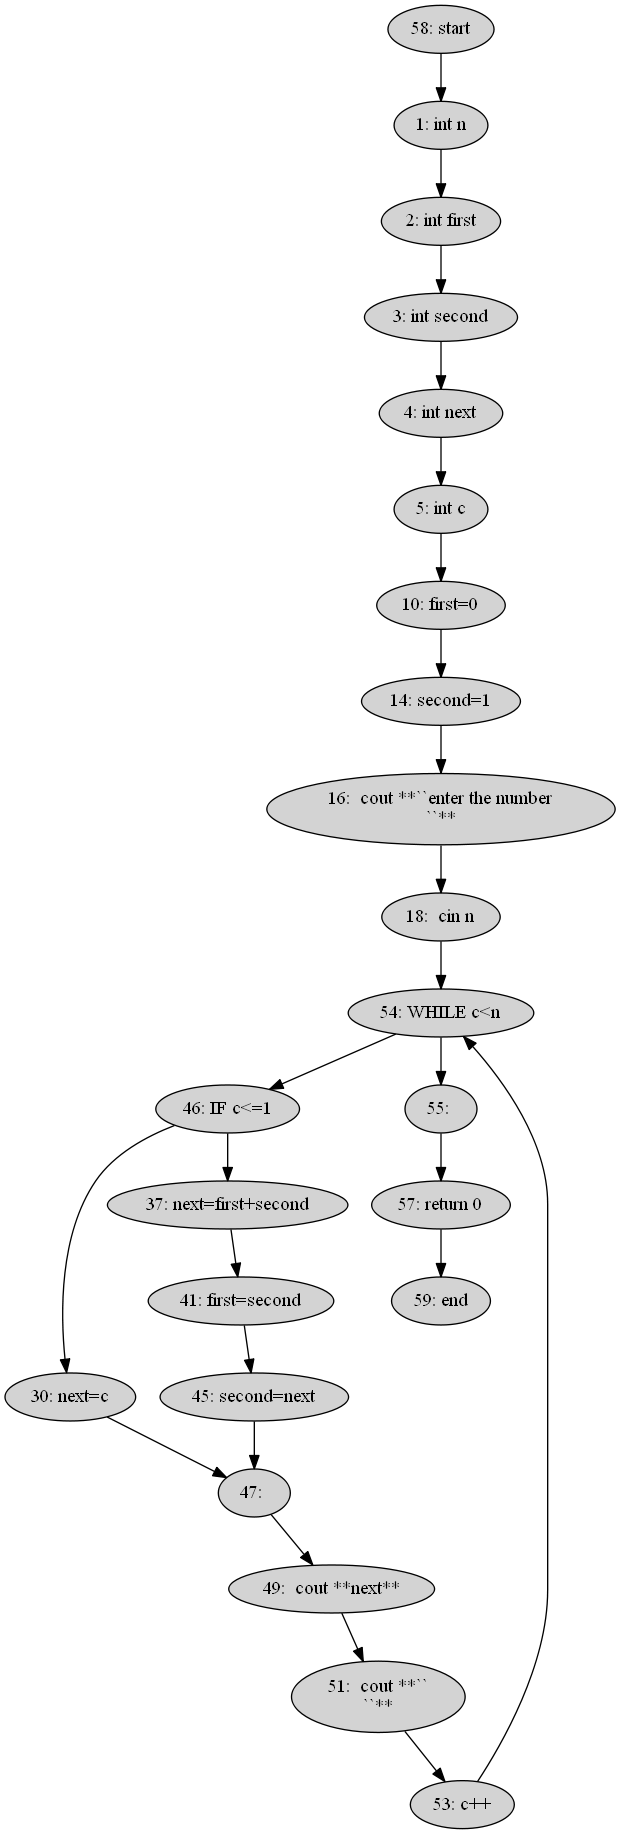 58: start
1: int n
2: int first
3: int second
4: int next
5: int c
10: first=0
14: second=1
16:  cout **``enter the number
``**
18:  cin n
54: WHILE c<n
46: IF c<=1
55:
37: next=first+second
57: return 0
41: first=second
59: end
30: next=c
45: second=next
47:
49:  cout **next**
51:  cout **``
``**
53: c++